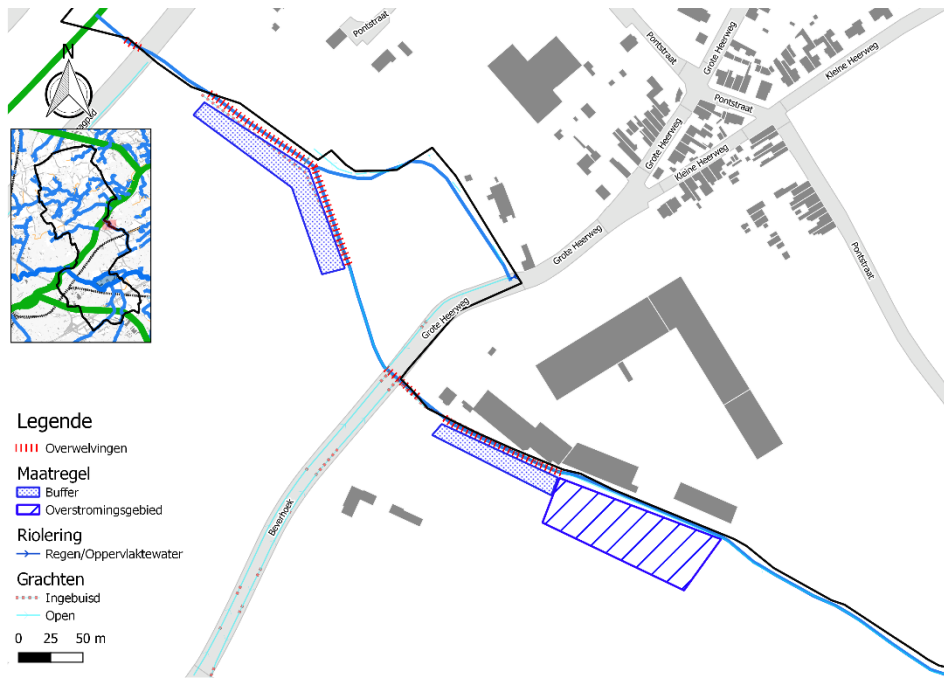 Pontstraat
Pontstraat
Grote Heerweg
Kleine Heerweg
N
Pontstraat
Grote Heerweg
Kleine Heerweg
Grote Heerweg
Pontstraat
Grote Heerweg
Beverhoek
Legende
Overwelvingen
Maatregel
Buffer
Overstromingsgebied
Riolering
Regen/Oppervlaktewater
Grachten
Ingebuisd
Open
0 25 50 m